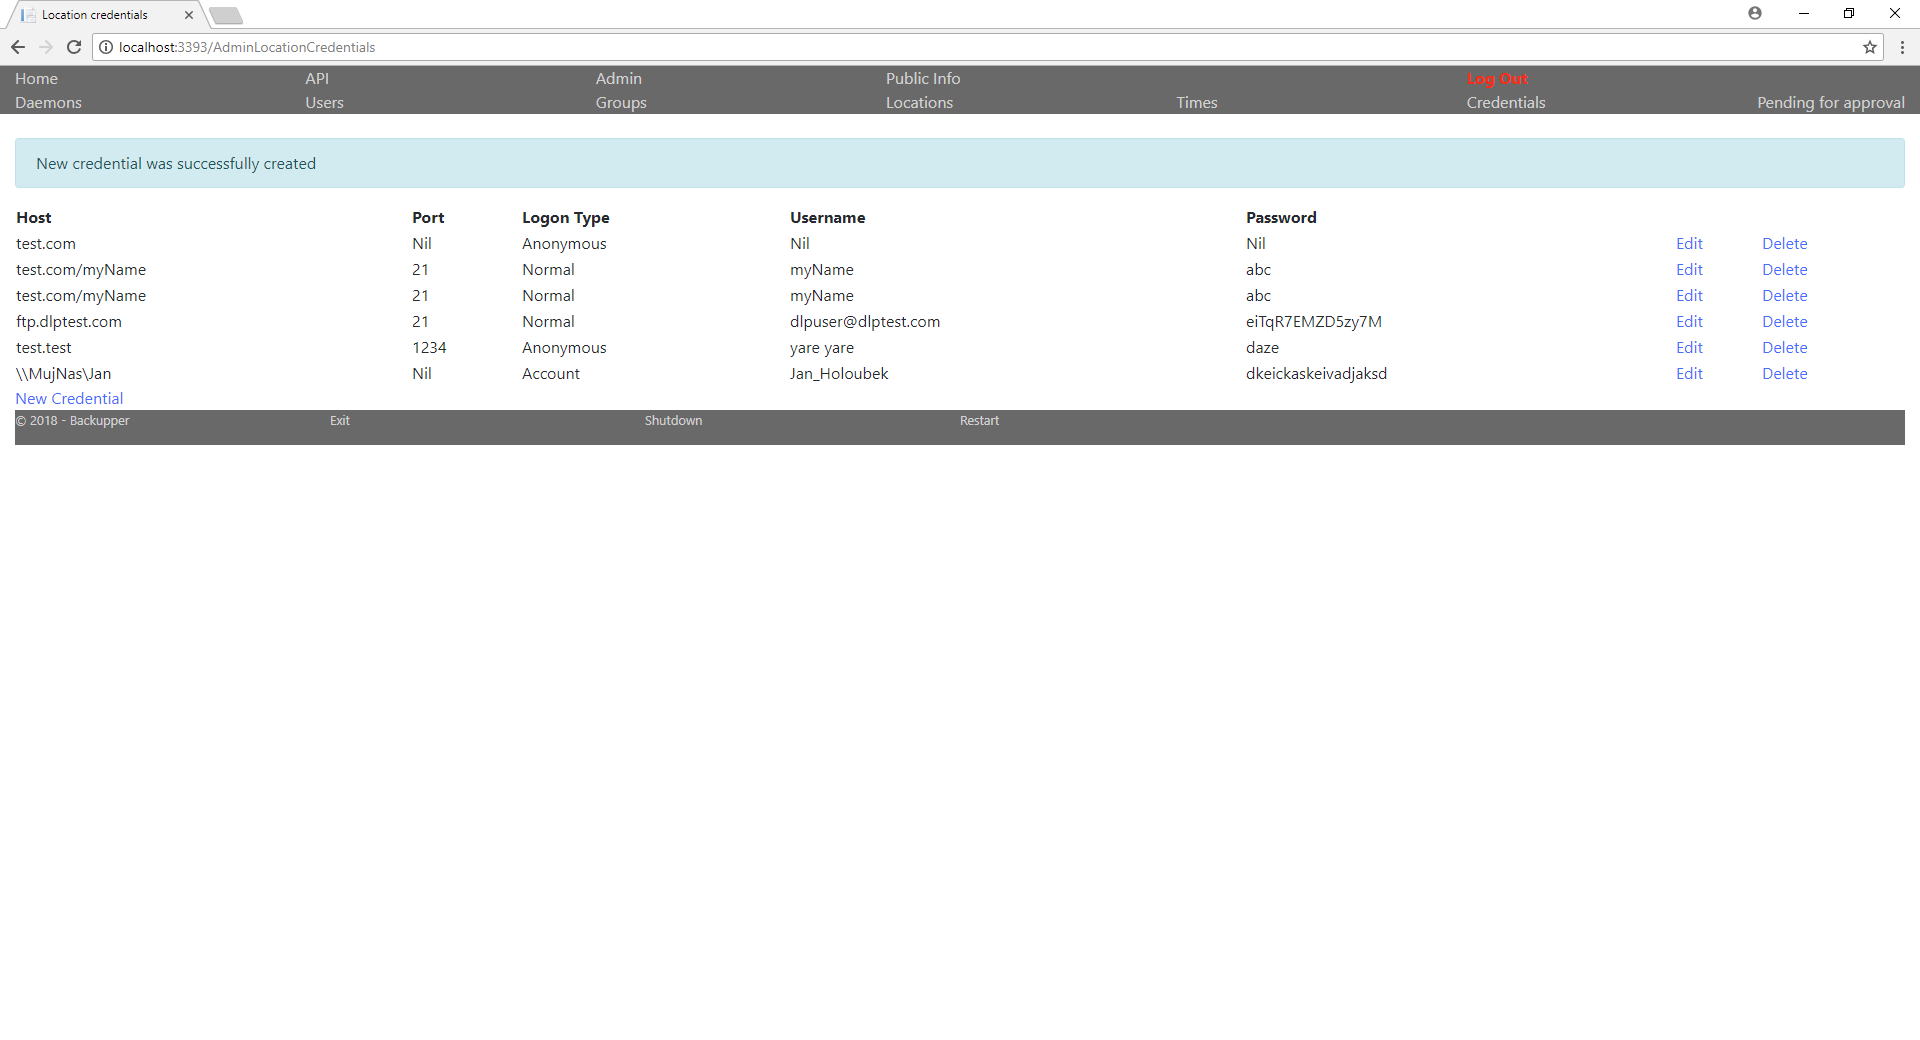 Location credentials
localhost:3393/AdminLocationCredentials
Home API Admin Public Info Log Out
Daemons Users Groups Locations Times Credentials Pending for approval
New credential was successfully created
Host Port Logon Type Username Password
test.com Nil Anonymous Nil Nil Edit Delete
test.com/myName 21 Normal myName abc Edit Delete
test.com/myName 21 Normal myName abc Edit Delete
ftp.dlptest.com 21 Normal dlpuser@dlptest.com eiTqR7EMZD5zy7M Edit Delete
test.test 1234 Anonymous yare yare daze Edit Delete
\\MujNas\Jan Nil Account Jan_Holoubek dkeickaskeivadjaksd Edit Delete
New Credential
© 2018 - Backupper Exit Shutdown Restart